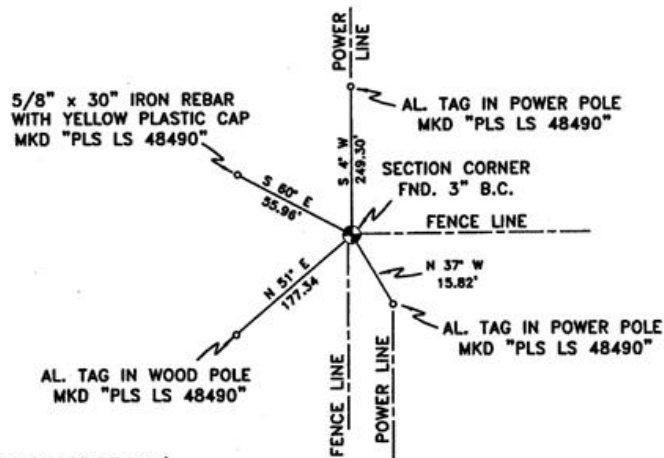 POWER
LINE
5/8" x 30" IRON REBAR
WITH YELLOW PLASTIC CAP
MKD "PLS LS 48490"
AL. TAG IN POWER POLE
MKD "PLS LS 48490"
S 4° W
249.30'
S 60° E
55.96'
SECTION CORNER
FND. 3" B.C.
FENCE LINE
N 37° W
15.82'
N 51° E
177.34
AL. TAG IN POWER POLE
MKD "PLS LS 48490"
AL. TAG IN WOOD POLE
MKD "PLS LS 48490"
FENCE LINE
POWER LINE